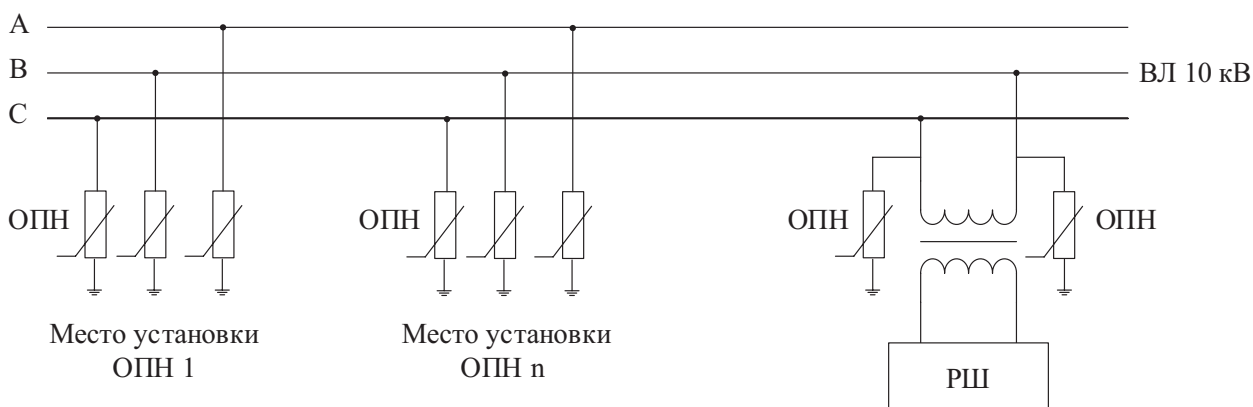 А
В
ВЛ 10 кВ
С
ОПН
ОПН
ОПН
ОПН
Место установки
ОПН 1
Место установки
ОПН n
РШ